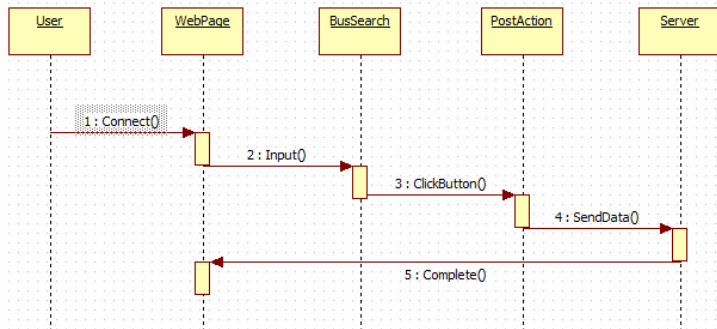 User
WebPage
BusSearch
PostAction
Server
1 : Connect()
2 : Input()
3 : ClickButton()
4 : SendData()
5 : Complete()